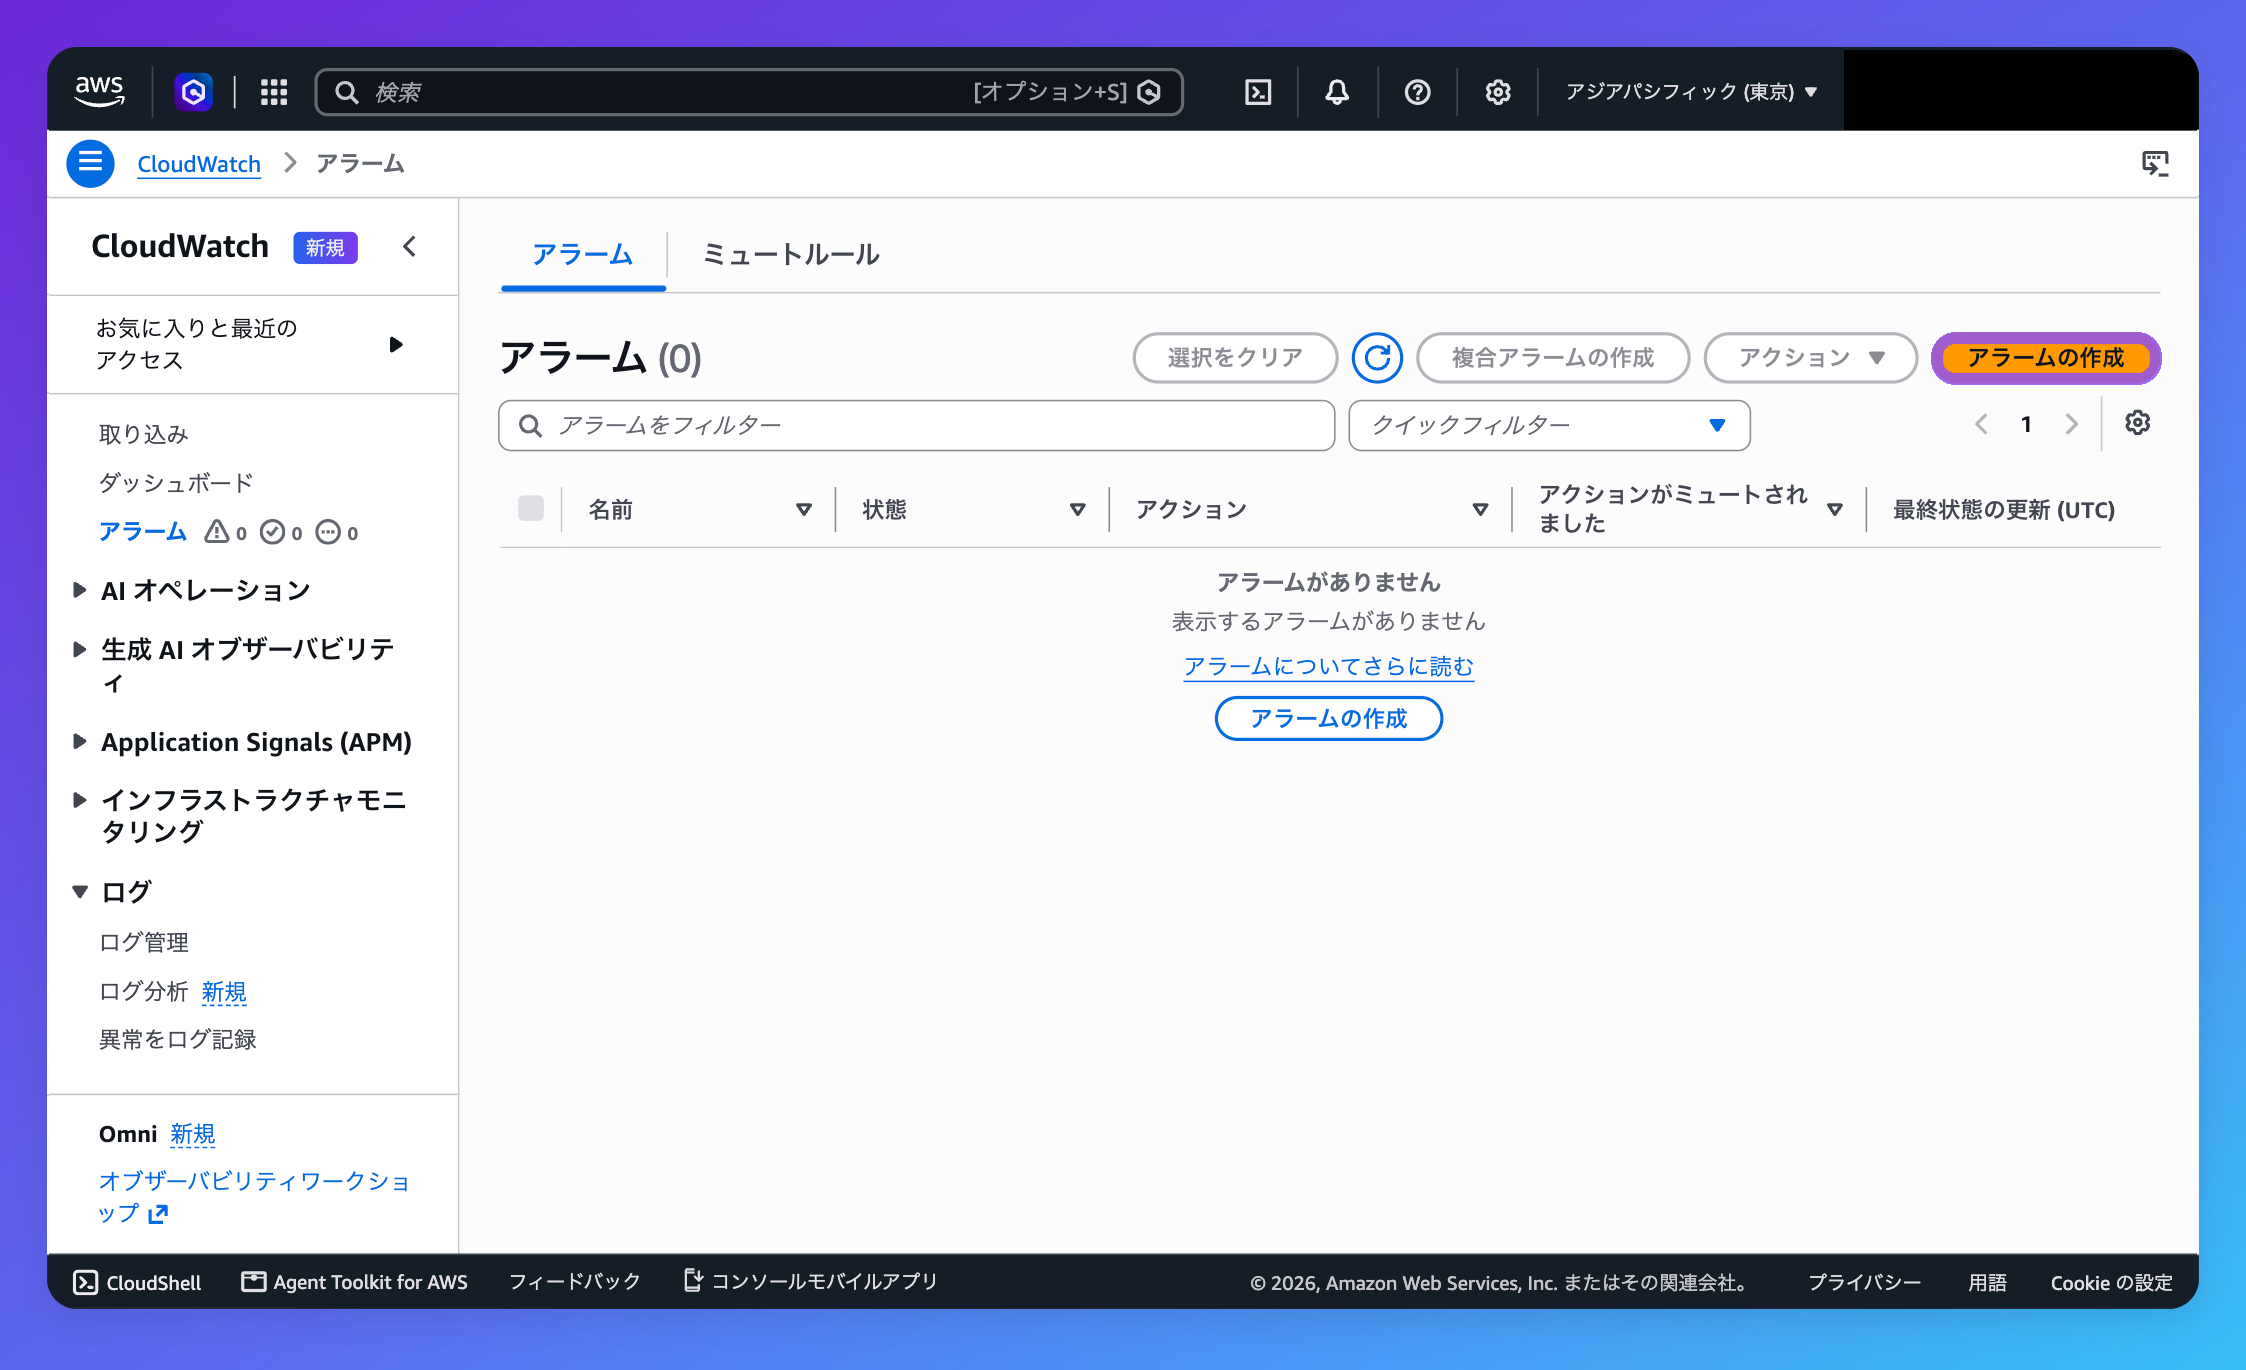 aws
検索
[オプション+S]
アジアパシフィック (東京)
CloudWatch
アラーム
CloudWatch
新規
お気に入りと最近の
アクセス
取り込み
ダッシュボード
アラーム 0 0 0
AI オペレーション
生成 AI オブザーバビリテ
ィ
Application Signals (APM)
インフラストラクチャモニ
タリング
ログ
ログ管理
ログ分析 新規
異常をログ記録
Omni 新規
オブザーバビリティワークショ
ップ
アラーム
ミュートルール
アラーム (0)
選択をクリア
複合アラームの作成
アクション
アラームの作成
アラームをフィルター
クイックフィルター
1
名前
状態
アクション
アクションがミュートされ
ました
最終状態の更新 (UTC)
アラームがありません
表示するアラームがありません
アラームについてさらに読む
アラームの作成
CloudShell
Agent Toolkit for AWS
フィードバック
コンソールモバイルアプリ
© 2026, Amazon Web Services, Inc. またはその関連会社。
プライバシー
用語
Cookie の設定